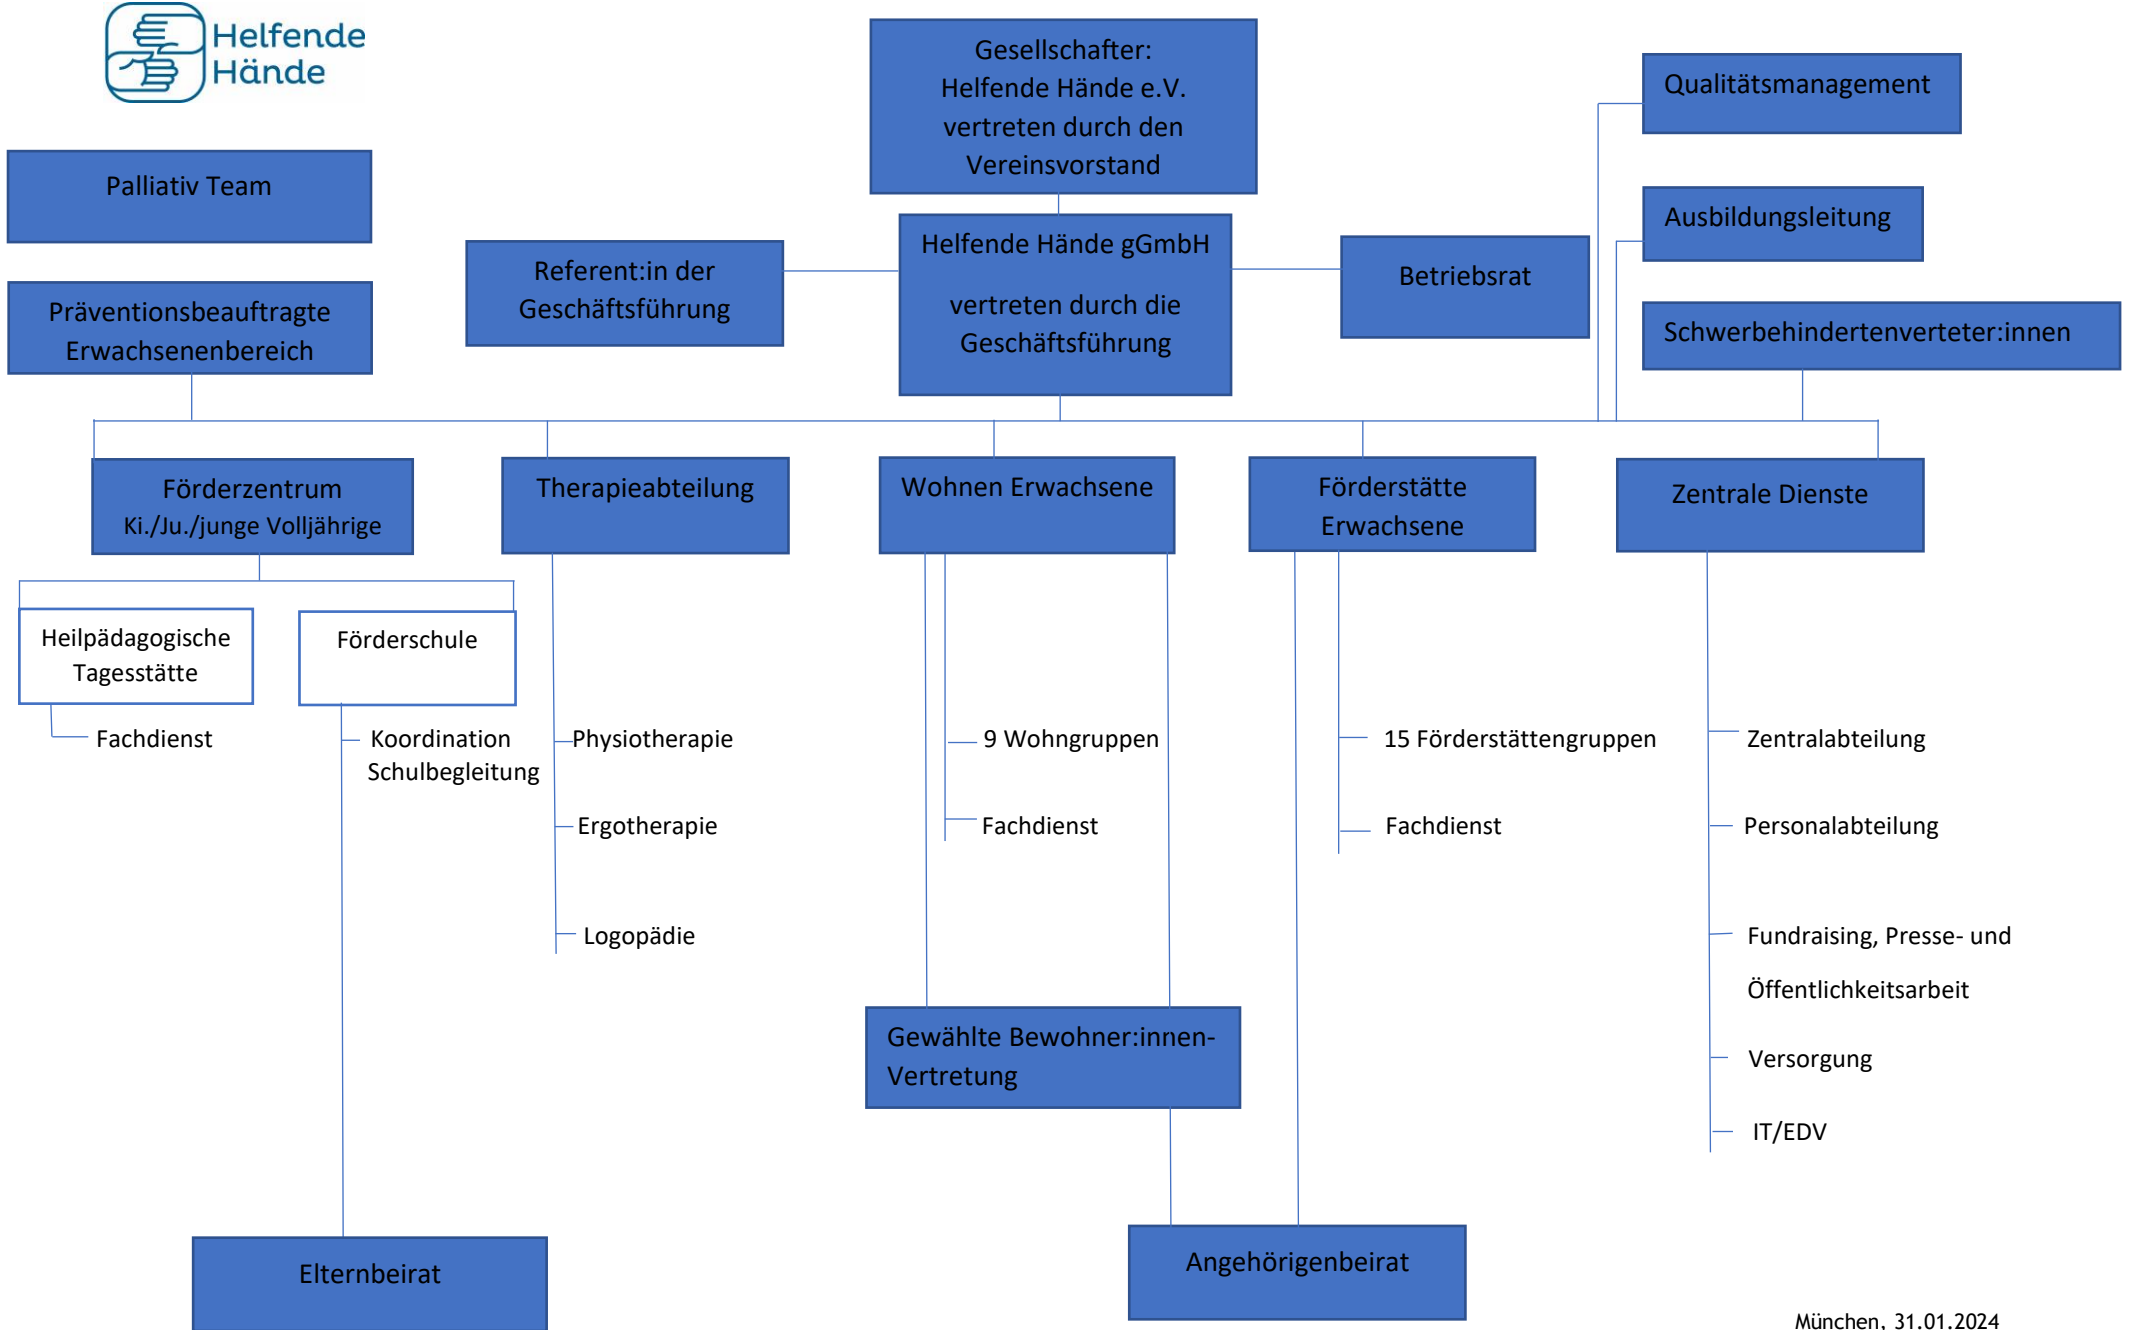 Helfende
Hände
Gesellschafter:
Helfende Hände e.V.
vertreten durch den
Vereinsvorstand
Qualitätsmanagement
Palliativ Team
Ausbildungsleitung
Referent:in der
Geschäftsführung
Helfende Hände gGmbH
vertreten durch die
Geschäftsführung
Betriebsrat
Präventionsbeauftragte
Erwachsenenbereich
Schwerbehindertenverteter:innen
Förderzentrum
Ki./Ju./junge Volljährige
Therapieabteilung
Wohnen Erwachsene
Förderstätte
Erwachsene
Zentrale Dienste
Heilpädagogische
Tagesstätte
Förderschule
Fachdienst
Koordination
Schulbegleitung
Physiotherapie
Ergotherapie
Logopädie
9 Wohngruppen
Fachdienst
15 Förderstättengruppen
Fachdienst
Zentralabteilung
Personalabteilung
Fundraising, Presse- und
Öffentlichkeitsarbeit
Versorgung
IT/EDV
Gewählte Bewohner:innen-
Vertretung
Elternbeirat
Angehörigenbeirat
München, 31.01.2024